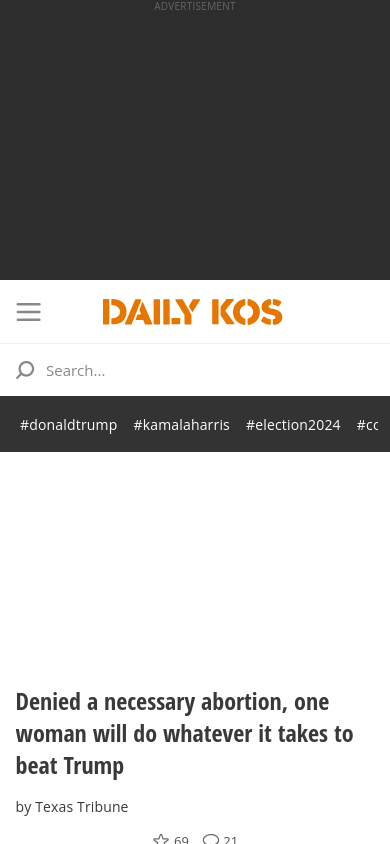 ADVERTISEMENT
DAILY KOS
Search...
#donaldtrump #kamalaharris #election2024
Denied a necessary abortion, one
woman will do whatever it takes to
beat Trump
by Texas Tribune
69 21